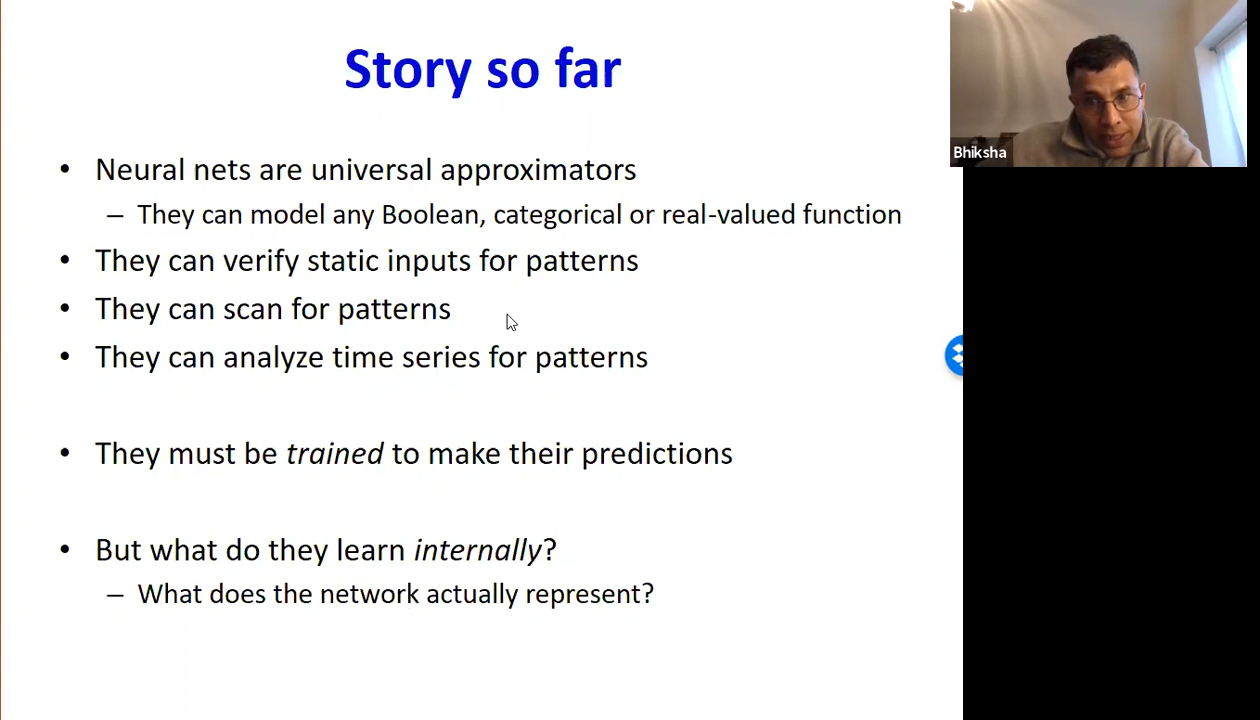 Story so far
• Neural nets are universal approximators
– They can model any Boolean, categorical or real-valued function
• They can verify static inputs for patterns
• They can scan for patterns
• They can analyze time series for patterns
• They must be trained to make their predictions
• But what do they learn internally?
– What does the network actually represent?
Bhiksha